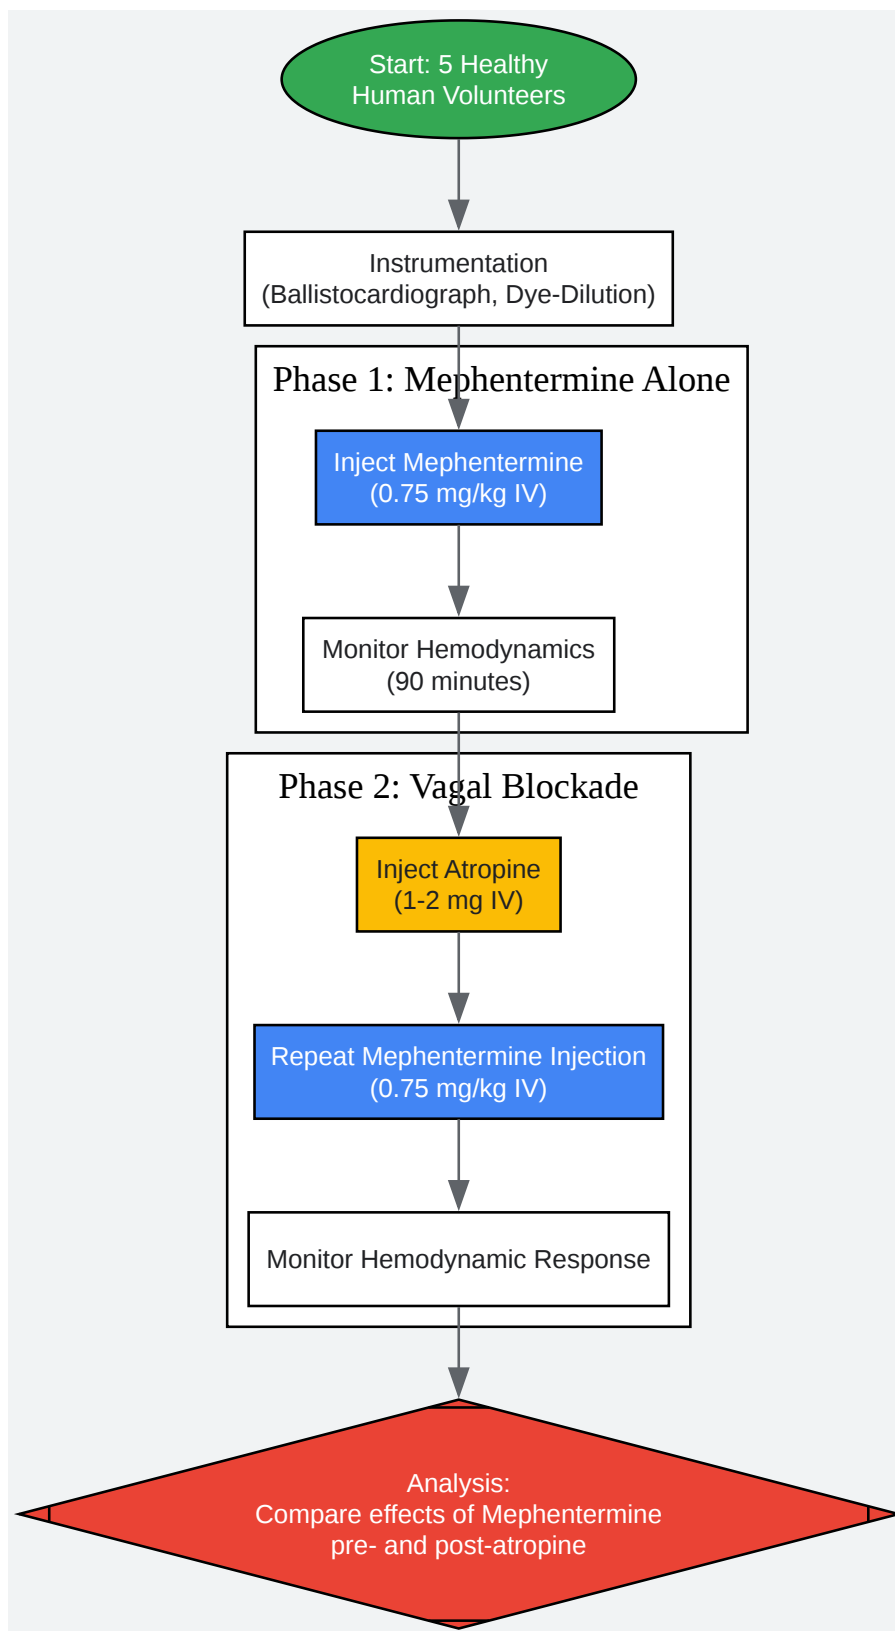 Start: 5 Healthy
Human Volunteers
Instrumentation
(Ballistocardiograph, Dye-Dilution)
Phase 1: Mephentermine Alone
Inject Mephentermine
(0.75 mg/kg IV)
Monitor Hemodynamics
(90 minutes)
Phase 2: Vagal Blockade
Inject Atropine
(1-2 mg IV)
Repeat Mephentermine Injection
(0.75 mg/kg IV)
Monitor Hemodynamic Response
Analysis:
Compare effects of Mephentermine
pre- and post-atropine